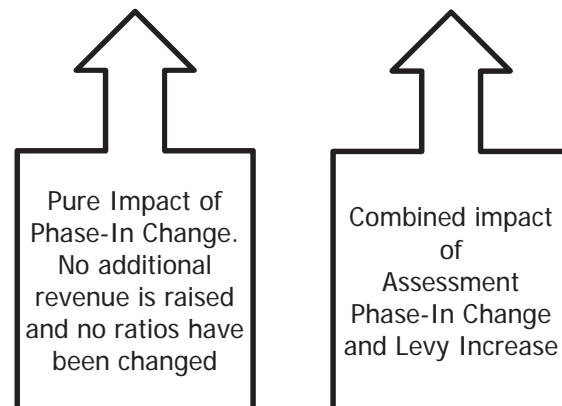 Pure Impact of
Phase-In Change.
No additional
revenue is raised
and no ratios have
been changed
Combined impact
of
Assessment
Phase-In Change
and Levy Increase